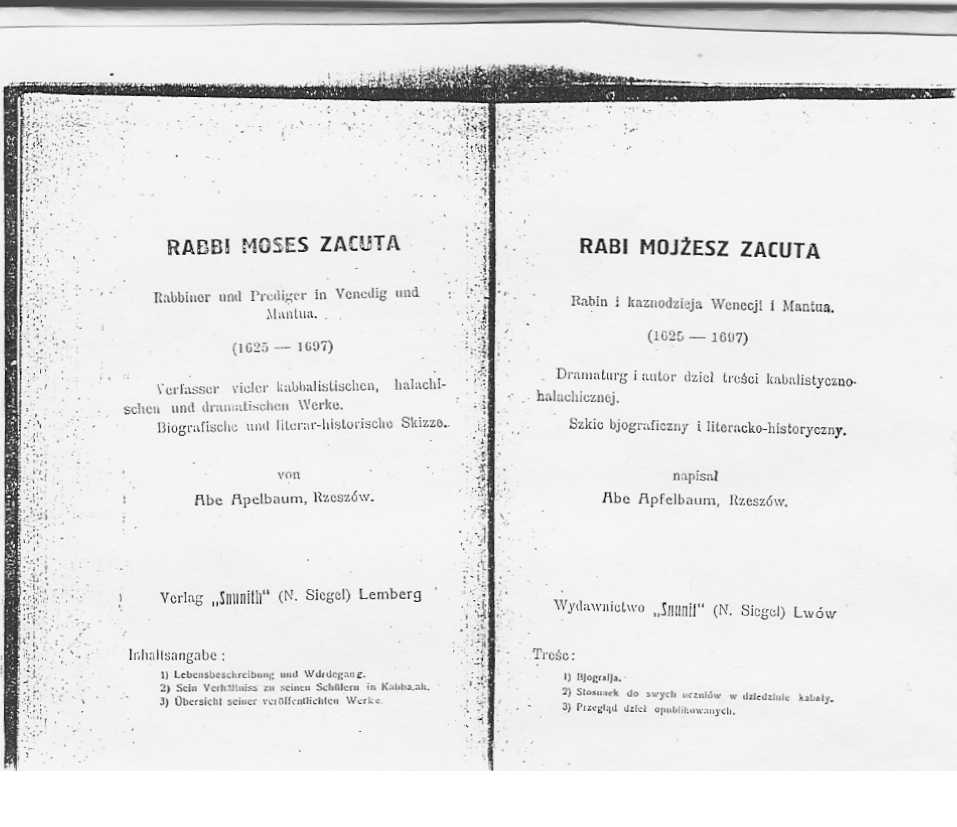 RABBI MOSES ZACUTA
Rabbiner und Prediger in Venedig und
Mantua.
(1625 — 1697)
Verfasser vieler kabbalistischen, halachi-
schen und dramatischen Werke.
Biografische und literar-historische Skizze.
von
Abe Apelbaum, Rzeszów.
Verlag „Snunith“ (N. Siegel) Lemberg
Inhaltsangabe :
1) Lebensbeschreibung und Wdrdegang.
2) Sein Verhältniss zu seinen Schülern in Kabbaah.
3) Übersicht seiner veröffentlichten Werke.
RABI MOJŻESZ ZACUTA
Rabin i kaznodzieja Wenecji i Mantua.
(1625 — 1697)
Dramaturg i autor dzieł treści kabalistyczno-
halachicznej.
Szkic bjograficzny i literacko-historyczny.
napisał
Abe Apfelbaum, Rzeszów.
Wydawnictwo „Snunit“ (N. Siegel) Lwów
Treśc:
1) Bjografja.
2) Stosunek do swych uczniów w dziedzinie kabały.
3) Przegląd dzieł opublikowanych.